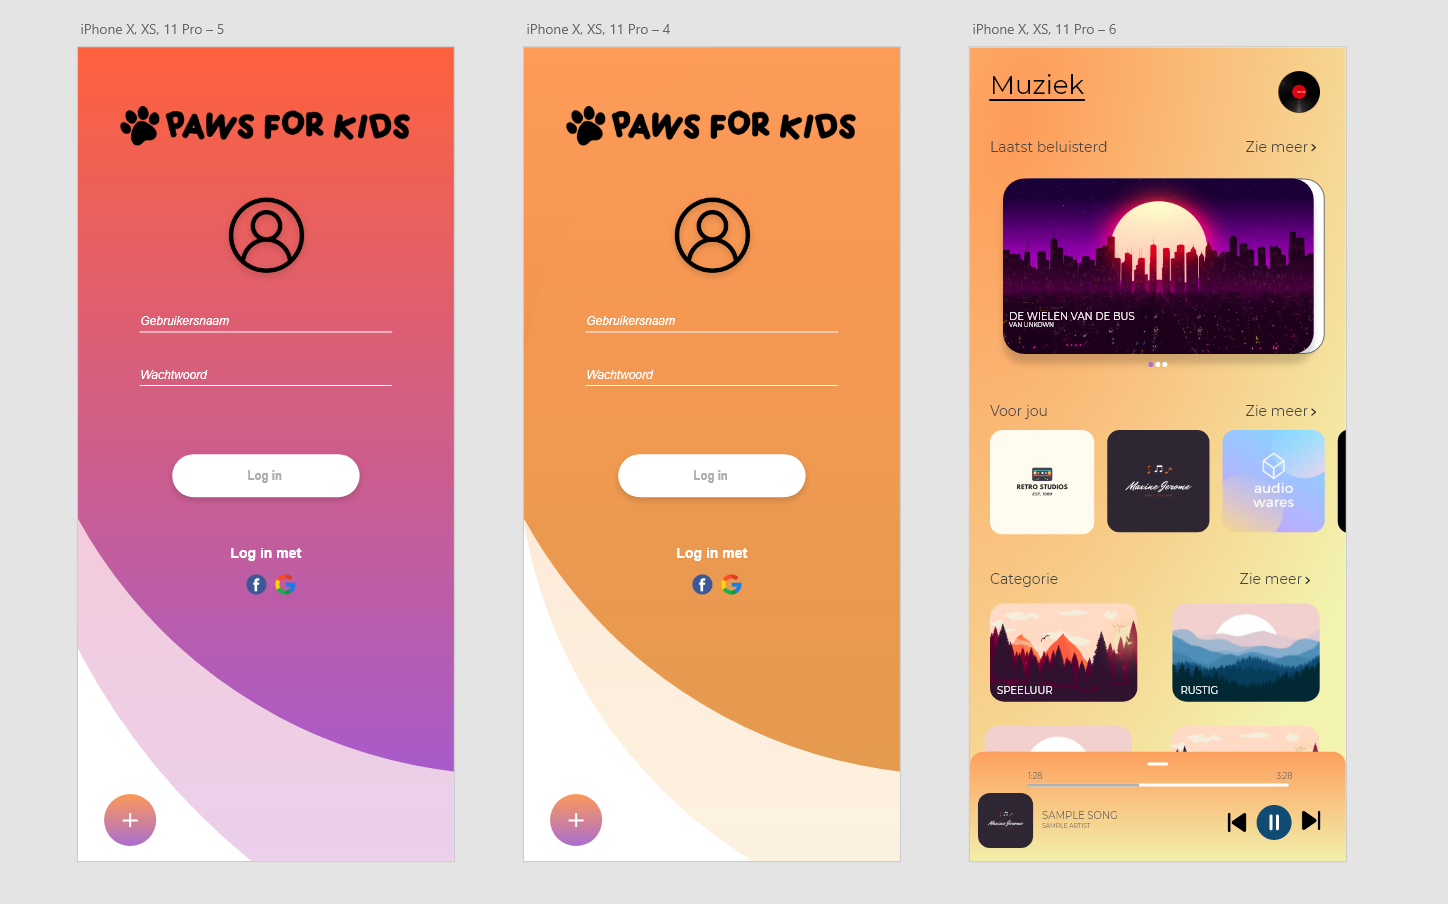 iPhone X, XS, 11 Pro – 5
PAWS FOR KIDS
Gebruikersnaam
Wachtwoord
Log in
Log in met
iPhone X, XS, 11 Pro – 4
PAWS FOR KIDS
Gebruikersnaam
Wachtwoord
Log in
Log in met
iPhone X, XS, 11 Pro – 6
Muziek
Laatst beluisterd
Zie meer
DE WIELEN VAN DE BUS
VAN UNKOWN
Voor jou
Zie meer
RETRO STUDIOS
EST. 1980
Maxine Jerome
audio
wares
Categorie
Zie meer
SPEELUUR
RUSTIG
1:28
3:28
Maxine Jerome
SAMPLE SONG
SAMPLE ARTIST